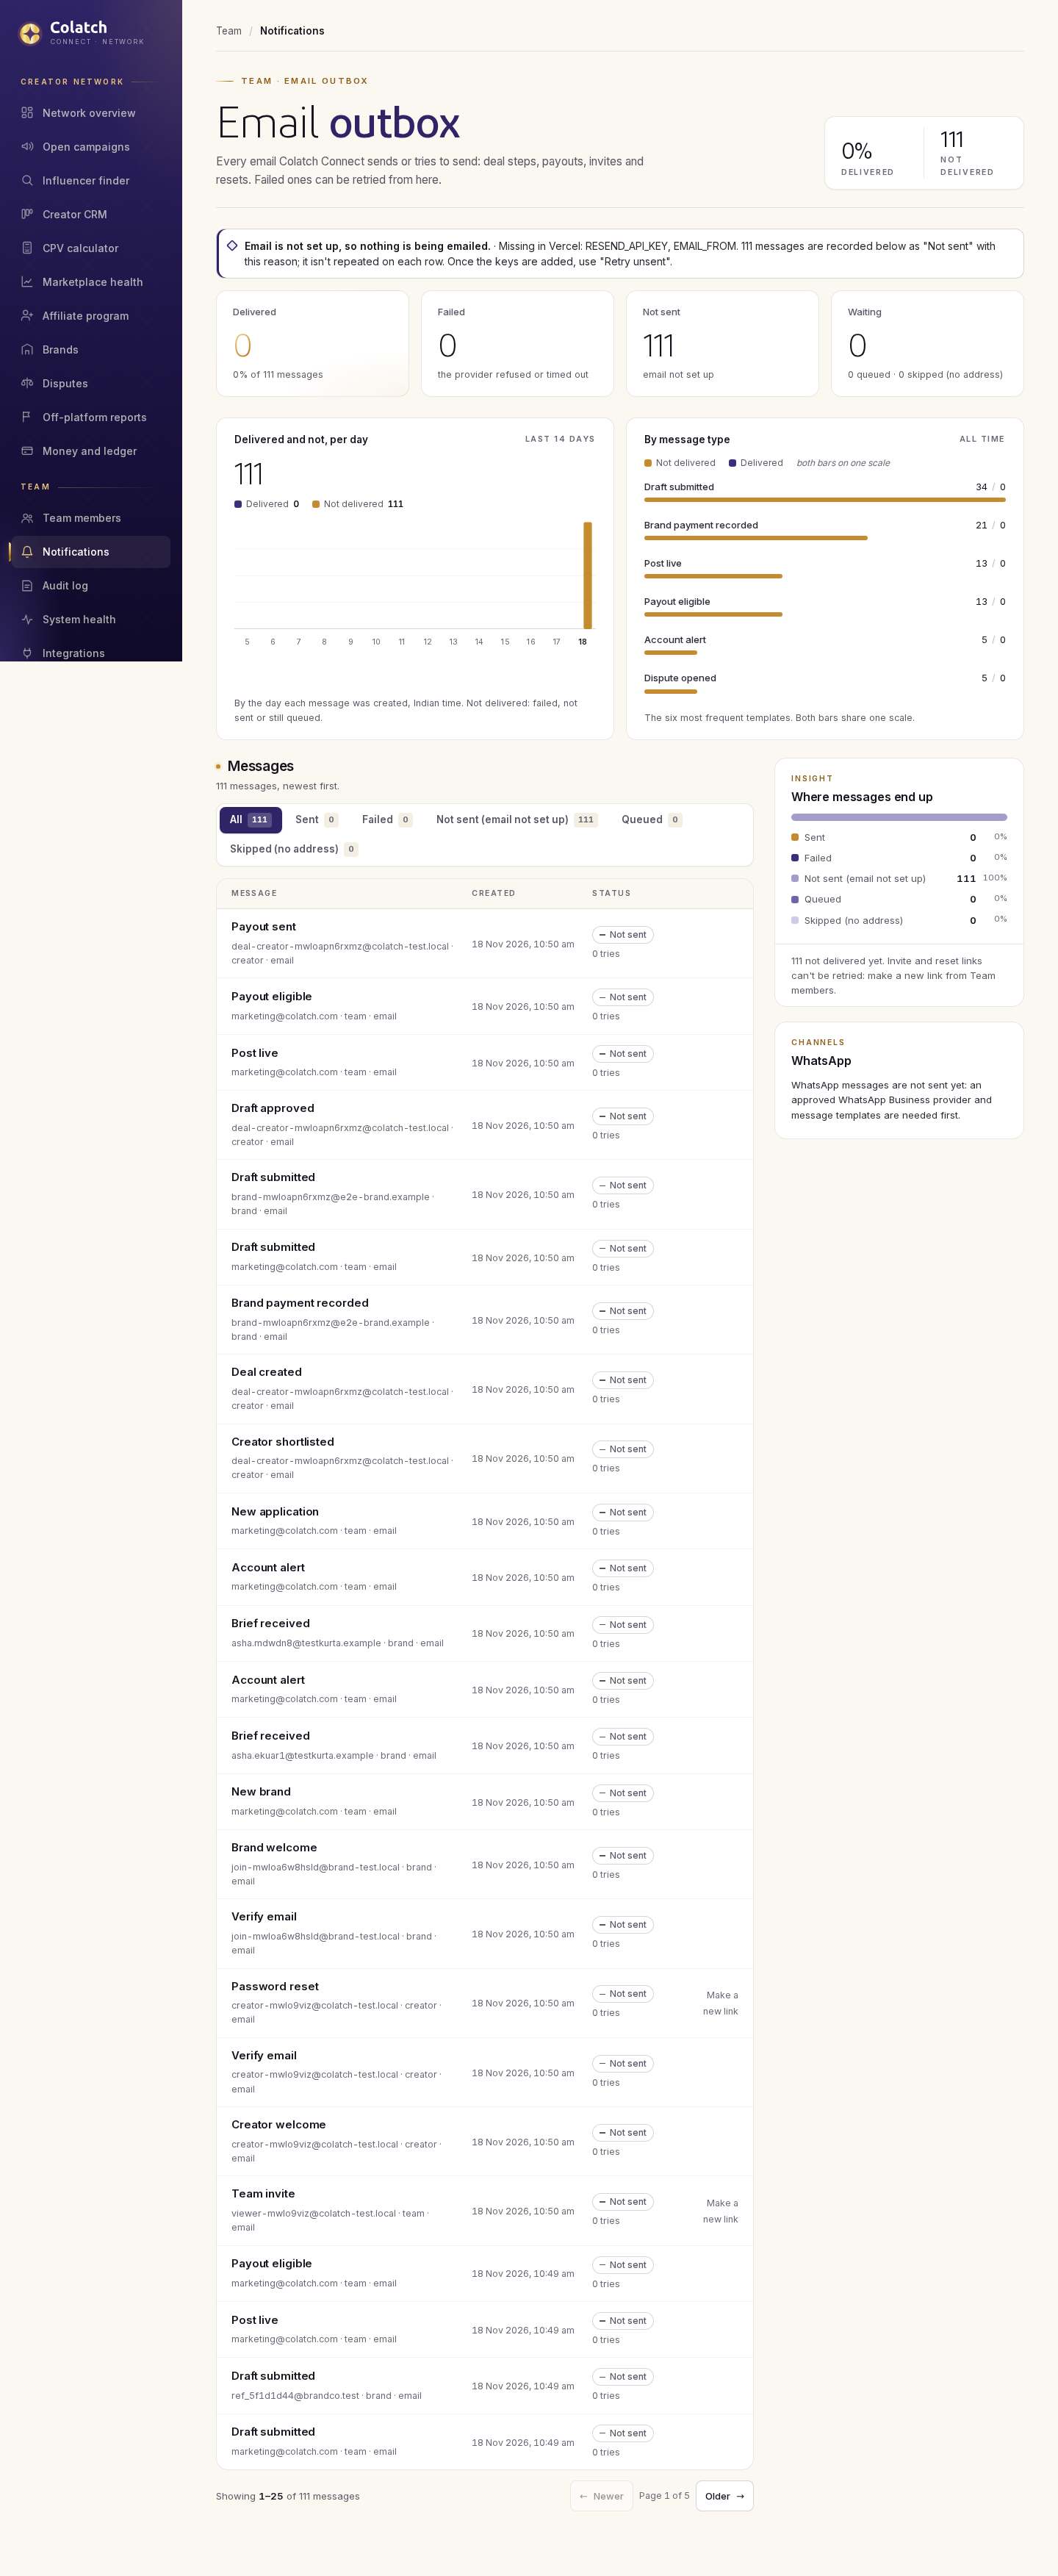 Colatch
CONNECT · NETWORK
CREATOR NETWORK
Network overview
Open campaigns
Influencer finder
Creator CRM
CPV calculator
Marketplace health
Affiliate program
Brands
Disputes
Off-platform reports
Money and ledger
TEAM
Team members
Notifications
Audit log
System health
Integrations
Team / Notifications
TEAM · EMAIL OUTBOX
Email outbox
Every email Colatch Connect sends or tries to send: deal steps, payouts, invites and
resets. Failed ones can be retried from here.
0%
DELIVERED
111
NOT
DELIVERED
Email is not set up, so nothing is being emailed. · Missing in Vercel: RESEND_API_KEY, EMAIL_FROM. 111 messages are recorded below as "Not sent" with
this reason; it isn't repeated on each row. Once the keys are added, use "Retry unsent".
Delivered
0
0% of 111 messages
Failed
0
the provider refused or timed out
Not sent
111
email not set up
Waiting
0
0 queued · 0 skipped (no address)
Delivered and not, per day
LAST 14 DAYS
111
Delivered 0 Not delivered 111
5 6 7 8 9 10 11 12 13 14 15 16 17 18
By the day each message was created, Indian time. Not delivered: failed, not
sent or still queued.
By message type
ALL TIME
Not delivered Delivered both bars on one scale
Draft submitted 34 / 0
Brand payment recorded 21 / 0
Post live 13 / 0
Payout eligible 13 / 0
Account alert 5 / 0
Dispute opened 5 / 0
The six most frequent templates. Both bars share one scale.
Messages
111 messages, newest first.
All 111 Sent 0 Failed 0 Not sent (email not set up) 111 Queued 0
Skipped (no address) 0
MESSAGE CREATED STATUS
Payout sent
deal-creator-mwloapn6rxmz@colatch-test.local ·
creator · email
18 Nov 2026, 10:50 am
Not sent
0 tries
Payout eligible
marketing@colatch.com · team · email
18 Nov 2026, 10:50 am
Not sent
0 tries
Post live
marketing@colatch.com · team · email
18 Nov 2026, 10:50 am
Not sent
0 tries
Draft approved
deal-creator-mwloapn6rxmz@colatch-test.local ·
creator · email
18 Nov 2026, 10:50 am
Not sent
0 tries
Draft submitted
brand-mwloapn6rxmz@e2e-brand.example ·
brand · email
18 Nov 2026, 10:50 am
Not sent
0 tries
Draft submitted
marketing@colatch.com · team · email
18 Nov 2026, 10:50 am
Not sent
0 tries
Brand payment recorded
brand-mwloapn6rxmz@e2e-brand.example ·
brand · email
18 Nov 2026, 10:50 am
Not sent
0 tries
Deal created
deal-creator-mwloapn6rxmz@colatch-test.local ·
creator · email
18 Nov 2026, 10:50 am
Not sent
0 tries
Creator shortlisted
deal-creator-mwloapn6rxmz@colatch-test.local ·
creator · email
18 Nov 2026, 10:50 am
Not sent
0 tries
New application
marketing@colatch.com · team · email
18 Nov 2026, 10:50 am
Not sent
0 tries
Account alert
marketing@colatch.com · team · email
18 Nov 2026, 10:50 am
Not sent
0 tries
Brief received
asha.mdwdn8@testkurta.example · brand · email
18 Nov 2026, 10:50 am
Not sent
0 tries
Account alert
marketing@colatch.com · team · email
18 Nov 2026, 10:50 am
Not sent
0 tries
Brief received
asha.ekuar1@testkurta.example · brand · email
18 Nov 2026, 10:50 am
Not sent
0 tries
New brand
marketing@colatch.com · team · email
18 Nov 2026, 10:50 am
Not sent
0 tries
Brand welcome
join-mwloa6w8hsld@brand-test.local · brand ·
email
18 Nov 2026, 10:50 am
Not sent
0 tries
Verify email
join-mwloa6w8hsld@brand-test.local · brand ·
email
18 Nov 2026, 10:50 am
Not sent
0 tries
Password reset
creator-mwlo9viz@colatch-test.local · creator ·
email
18 Nov 2026, 10:50 am
Not sent
0 tries
Make a
new link
Verify email
creator-mwlo9viz@colatch-test.local · creator ·
email
18 Nov 2026, 10:50 am
Not sent
0 tries
Creator welcome
creator-mwlo9viz@colatch-test.local · creator ·
email
18 Nov 2026, 10:50 am
Not sent
0 tries
Team invite
viewer-mwlo9viz@colatch-test.local · team ·
email
18 Nov 2026, 10:50 am
Not sent
0 tries
Make a
new link
Payout eligible
marketing@colatch.com · team · email
18 Nov 2026, 10:49 am
Not sent
0 tries
Post live
marketing@colatch.com · team · email
18 Nov 2026, 10:49 am
Not sent
0 tries
Draft submitted
ref_5f1d1d44@brandco.test · brand · email
18 Nov 2026, 10:49 am
Not sent
0 tries
Draft submitted
marketing@colatch.com · team · email
18 Nov 2026, 10:49 am
Not sent
0 tries
Showing 1–25 of 111 messages
← Newer Page 1 of 5 Older →
INSIGHT
Where messages end up
Sent 0 0%
Failed 0 0%
Not sent (email not set up) 111 100%
Queued 0 0%
Skipped (no address) 0 0%
111 not delivered yet. Invite and reset links
can't be retried: make a new link from Team
members.
CHANNELS
WhatsApp
WhatsApp messages are not sent yet: an
approved WhatsApp Business provider and
message templates are needed first.